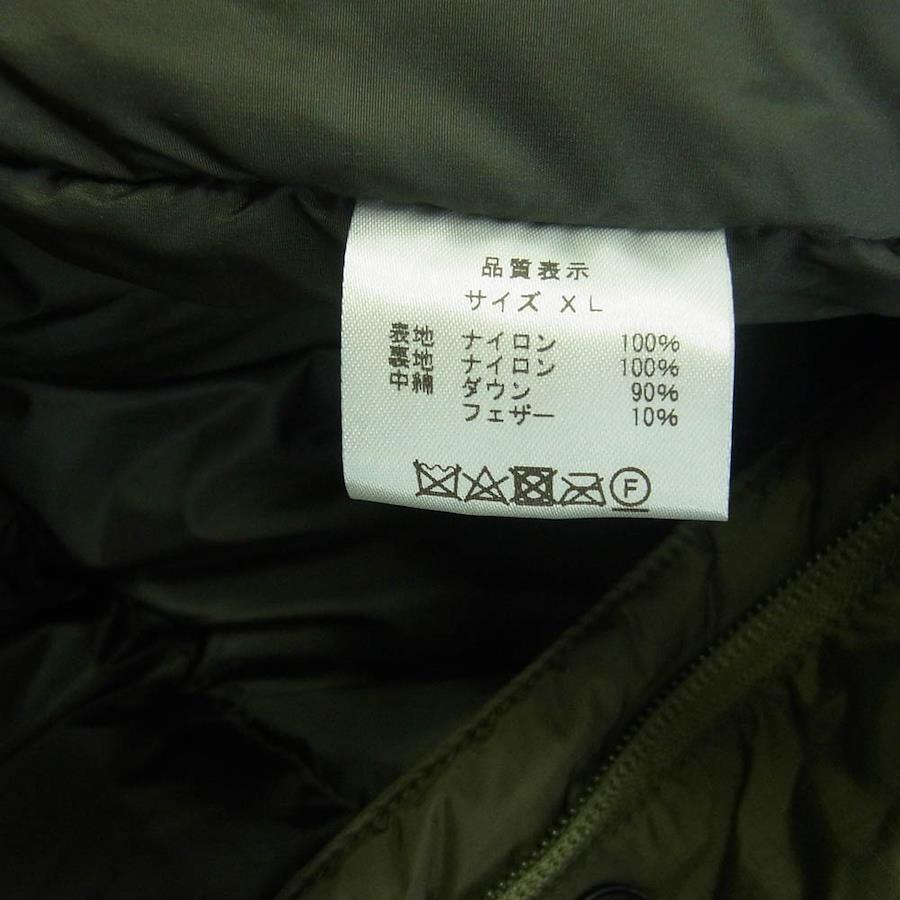 品質表示
サイズ XL
表地 ナイロン 100%
裏地 ナイロン 100%
中綿 ダウン 90%
フェザー 10%
F